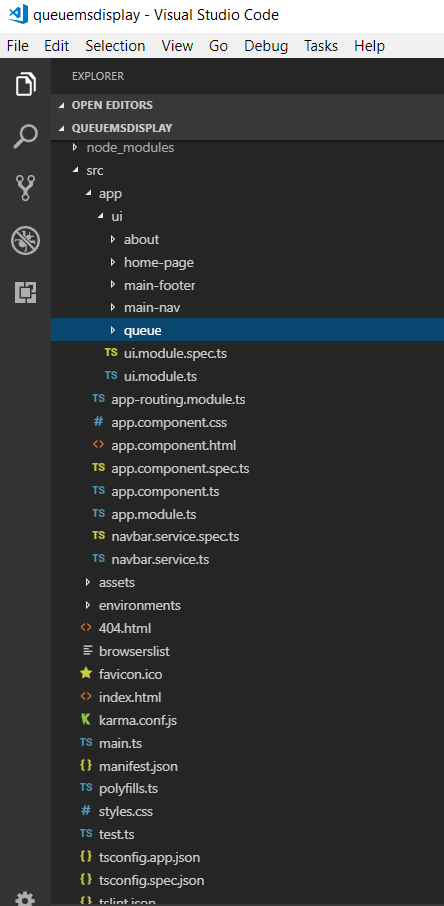 queuemsdisplay - Visual Studio Code
File Edit Selection View Go Debug Tasks Help
EXPLORER
OPEN EDITORS
QUEUEMSDISPLAY
node_modules
src
app
ui
about
home-page
main-footer
main-nav
queue
TS ui.module.spec.ts
TS ui.module.ts
TS app-routing.module.ts
# app.component.css
<> app.component.html
TS app.component.spec.ts
TS app.component.ts
TS app.module.ts
TS navbar.service.spec.ts
TS navbar.service.ts
assets
environments
<> 404.html
browserslist
favicon.ico
<> index.html
K karma.conf.js
TS main.ts
{} manifest.json
TS polyfills.ts
# styles.css
TS test.ts
{} tsconfig.app.json
{} tsconfig.spec.json
{} tslint.json